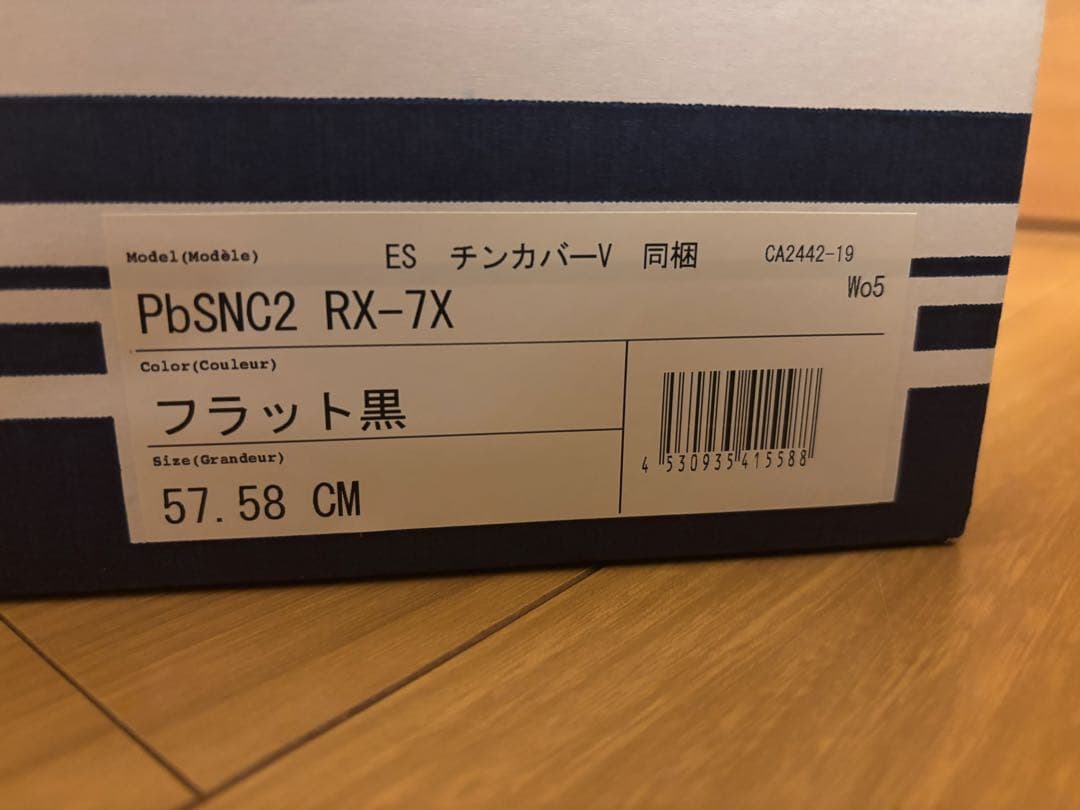 Model(Modèle) ES チンカバーV 同梱 CA2442-19
Wo5
PbSNC2 RX-7X
Color(Couleur)
フラット黒
Size(Grandeur)
57.58 CM
4 530935 415588